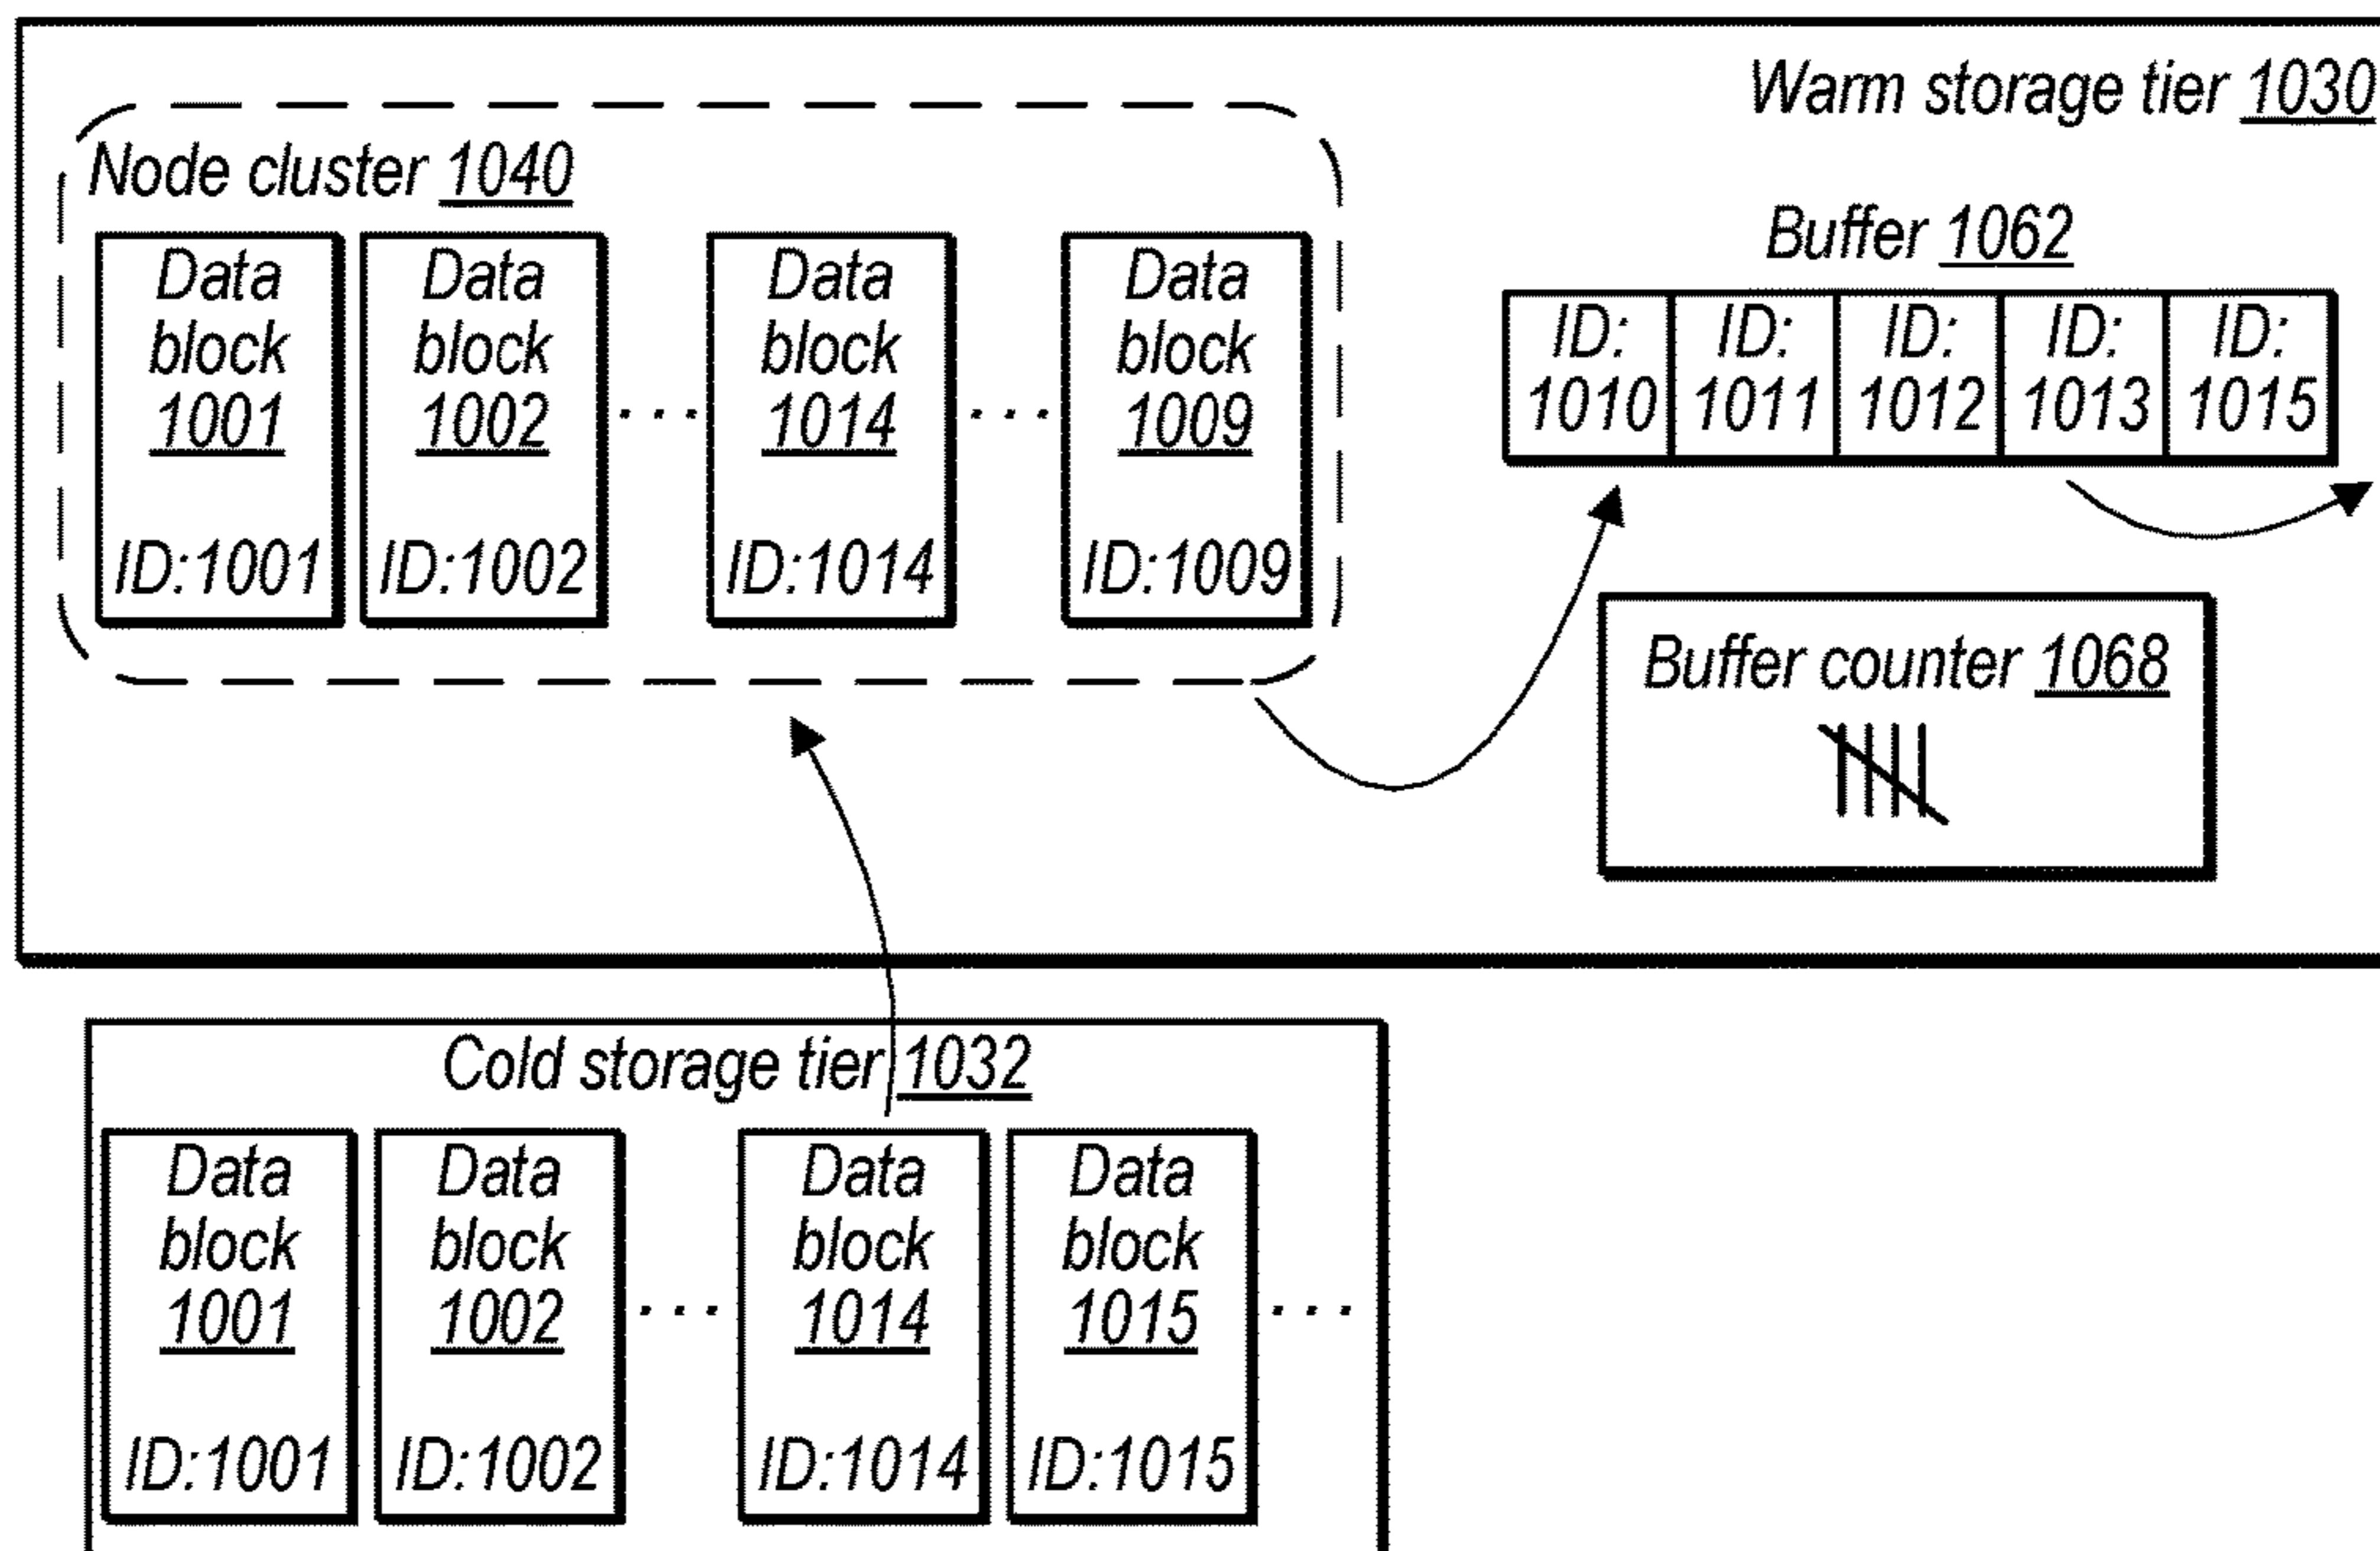 Warm storage tier 1030
Node cluster 1040
Data block 1001 ID:1001
Data block 1002 ID:1002
...
Data block 1014 ID:1014
...
Data block 1009 ID:1009
Buffer 1062
ID: 1010
ID: 1011
ID: 1012
ID: 1013
ID: 1015
Buffer counter 1068
Cold storage tier 1032
Data block 1001 ID:1001
Data block 1002 ID:1002
...
Data block 1014 ID:1014
Data block 1015 ID:1015
...